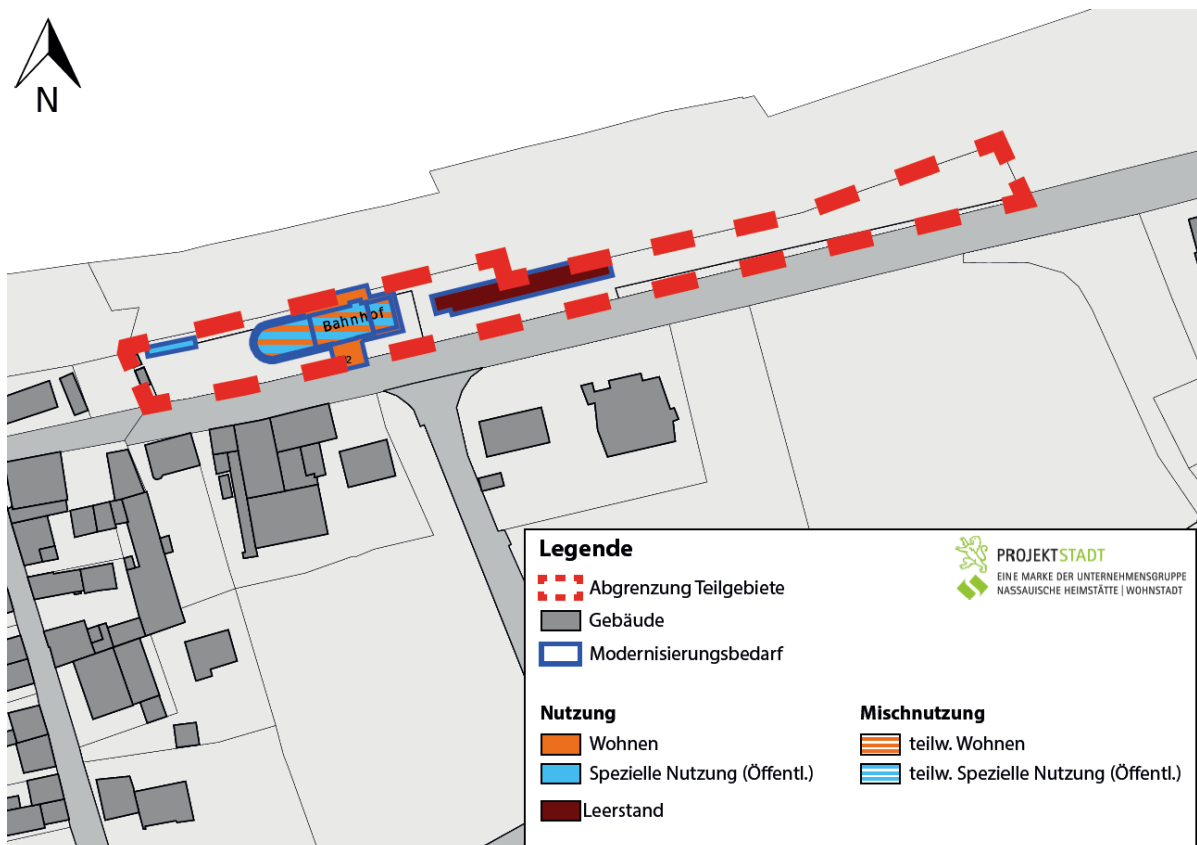 N
Bahnhof
2
Legende
Abgrenzung Teilgebiete
Gebäude
Modernisierungsbedarf
PROJEKTSTADT
EINE MARKE DER UNTERNEHMENSGRUPPE
NASSAUISCHE HEIMSTÄTTE | WOHNSTADT
Nutzung
Wohnen
Spezielle Nutzung (Öffentl.)
Leerstand
Mischnutzung
teilw. Wohnen
teilw. Spezielle Nutzung (Öffentl.)